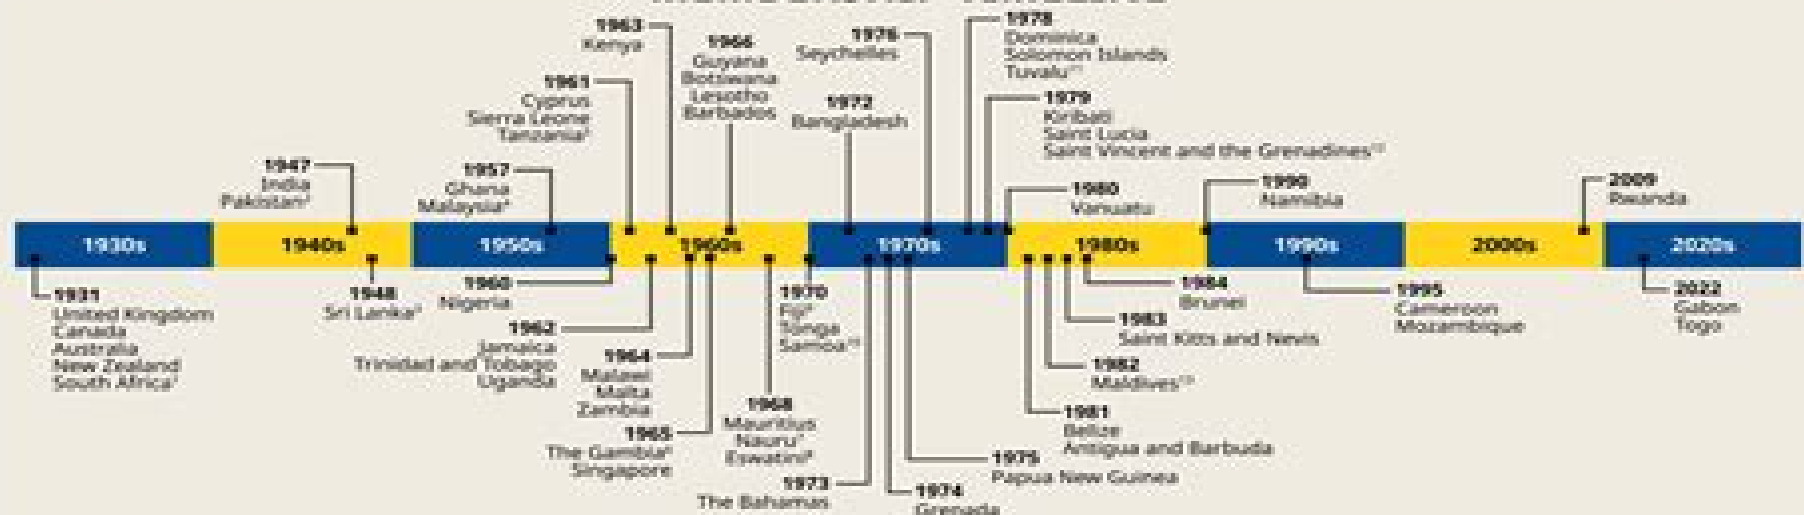 1963
Kenya
1966
Guyana
Botswana
Lesotho
Barbados
1976
Seychelles
1978
Dominica
Solomon Islands
Tuvalu
1961
Cyprus
Sierra Leone
Tanzania
1972
Bangladesh
1979
Kiribati
Saint Lucia
Saint Vincent and the Grenadines
1947
India
Pakistan
1957
Ghana
Malaysia
1980
Vanuatu
1990
Namibia
2009
Rwanda
1930s
1940s
1950s
1960s
1970s
1980s
1990s
2000s
2020s
1931
United Kingdom
Canada
Australia
New Zealand
South Africa
1948
Sri Lanka
1960
Nigeria
1962
Jamaica
Trinidad and Tobago
Uganda
1964
Malawi
Malta
Zambia
1965
The Gambia
Singapore
1968
Mauritius
Nauru
Eswatini
1970
Fiji
Tonga
Samoa
1973
The Bahamas
1974
Grenada
1975
Papua New Guinea
1981
Belize
Antigua and Barbuda
1982
Maldives
1983
Saint Kitts and Nevis
1984
Brunei
1995
Cameroon
Mozambique
2022
Gabon
Togo